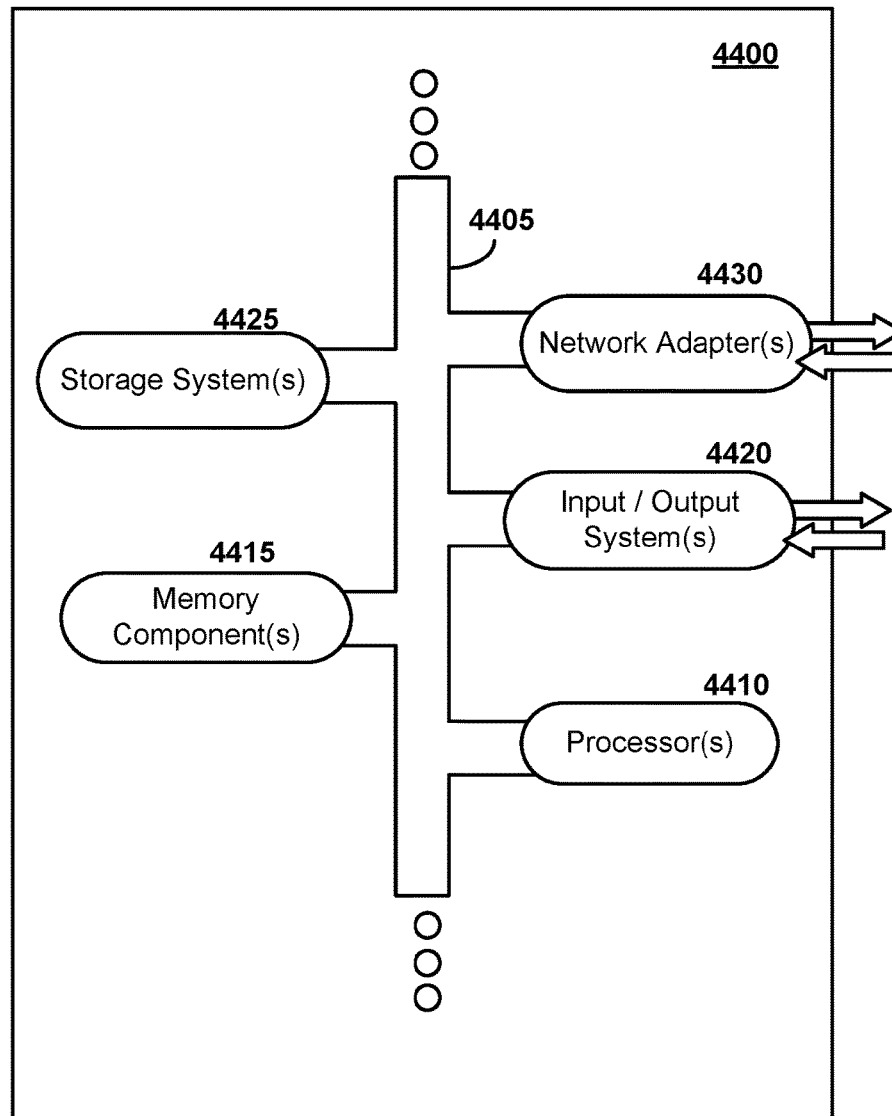 4400
4405
4430
Network Adapter(s)
4425
Storage System(s)
4420
Input / Output
System(s)
4415
Memory
Component(s)
4410
Processor(s)